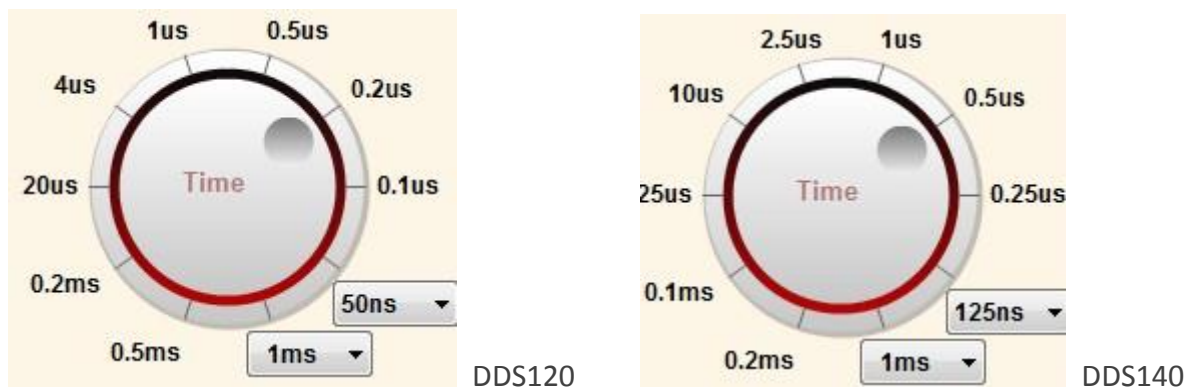 1us 0.5us
4us 0.2us
20us Time 0.1us
0.2ms
50ns
0.5ms 1ms
DDS120
2.5us 1us
10us 0.5us
25us Time 0.25us
0.1ms
125ns
0.2ms 1ms
DDS140